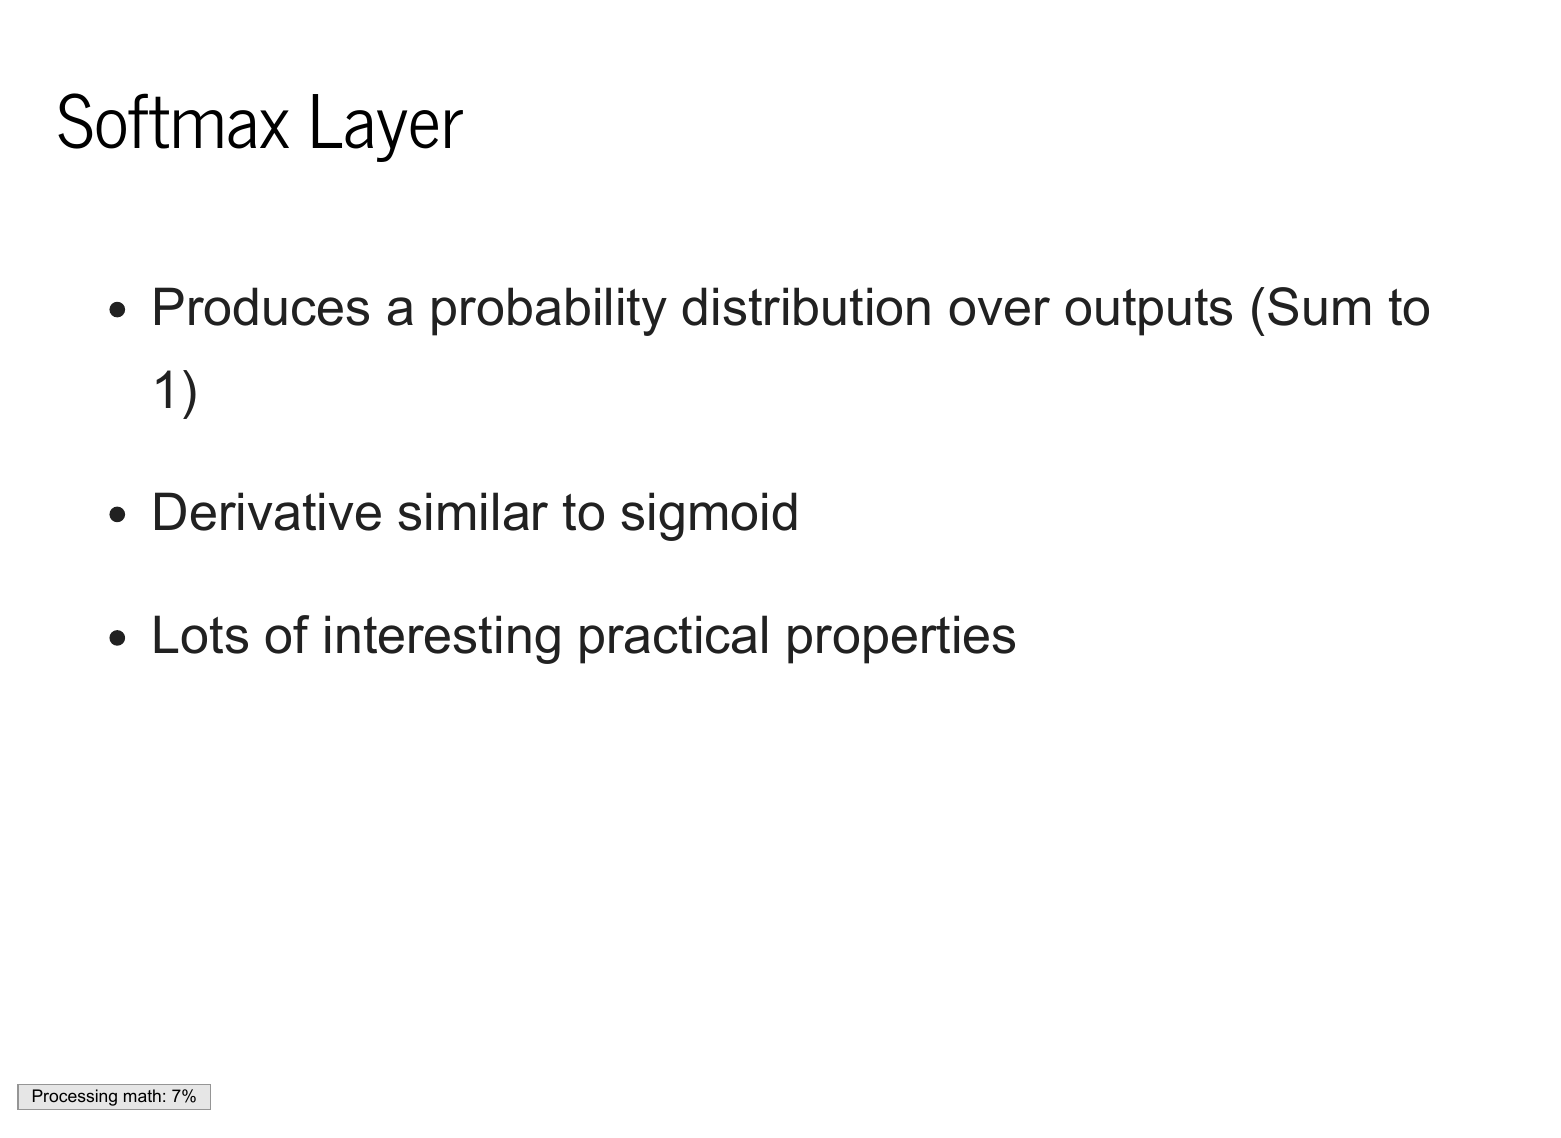 Softmax Layer
• Produces a probability distribution over outputs (Sum to
1)
• Derivative similar to sigmoid
• Lots of interesting practical properties
Processing math: 7%